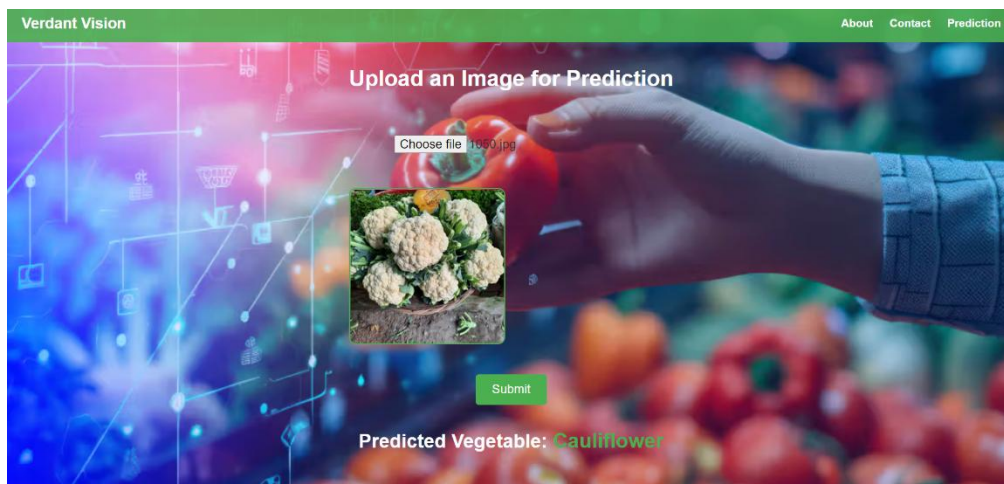 Verdant Vision About Contact Prediction
Upload an Image for Prediction
Choose file 1050.jpg
Submit
Predicted Vegetable: Cauliflower